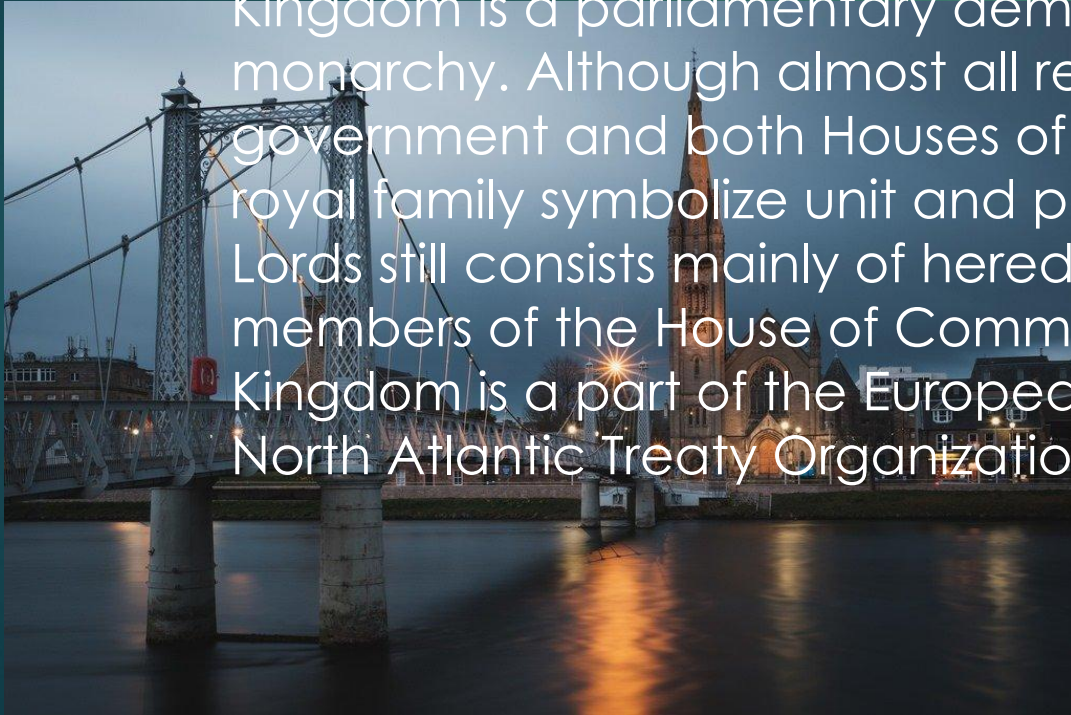 Kingdom is a parliamentary dem
monarchy. Although almost all re
government and both Houses of
royal family symbolize unit and p
Lords still consists mainly of hered
members of the House of Comm
Kingdom is a part of the Europea
North Atlantic Treaty Organizatio